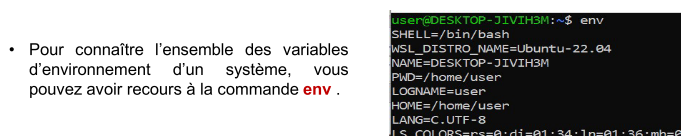 • Pour connaître l'ensemble des variables
d'environnement d'un système, vous
pouvez avoir recours à la commande env .
user@DESKTOP-JIVIH3M:~$ env
SHELL=/bin/bash
WSL_DISTRO_NAME=Ubuntu-22.04
NAME=DESKTOP-JIVIH3M
PWD=/home/user
LOGNAME=user
HOME=/home/user
LANG=C.UTF-8
LS_COLORS=rs=0:di=01;34:ln=01;36:mh=0